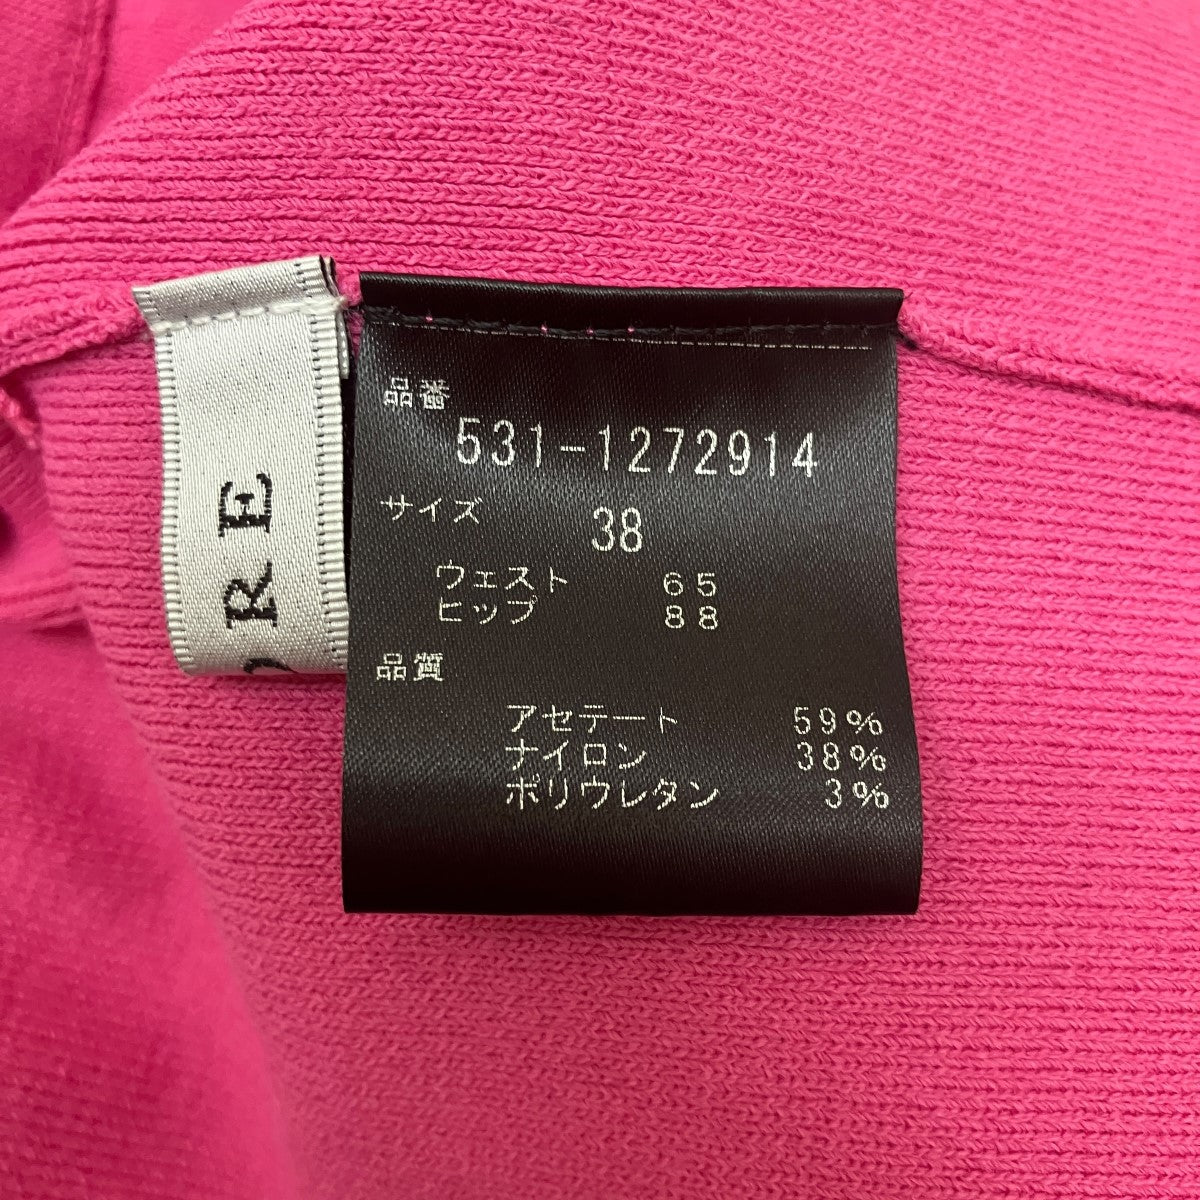 品番
531-1272914
サイズ 38
ウェスト 65
ヒップ 88
品質
アセテート 59%
ナイロン 38%
ポリウレタン 3%
RE